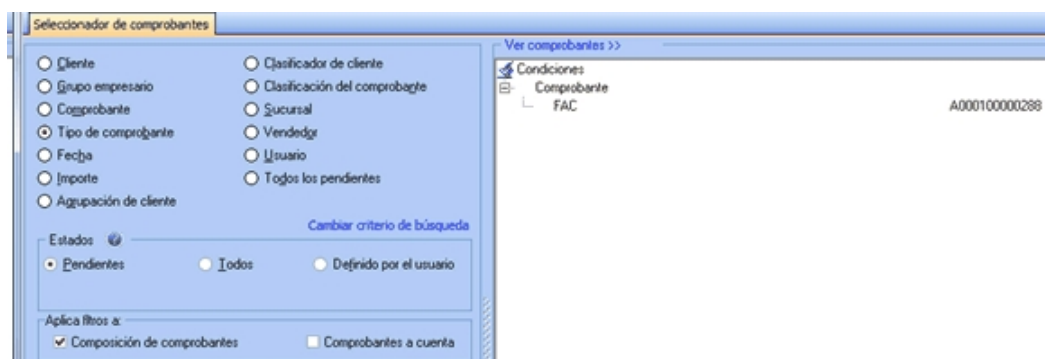 Seleccionador de comprobantes
Cliente
Grupo empresario
Comprobante
Tipo de comprobante
Fecha
Importe
Agrupación de cliente
Clasificador de cliente
Clasificación del comprobante
Sucursal
Vendedor
Usuario
Todos los pendientes
Cambiar criterio de búsqueda
Estados
Pendientes
Todos
Definido por el usuario
Aplica filtros a:
Composición de comprobantes
Comprobantes a cuenta
Ver comprobantes >>
Condiciones
Comprobante
FAC A000100000288